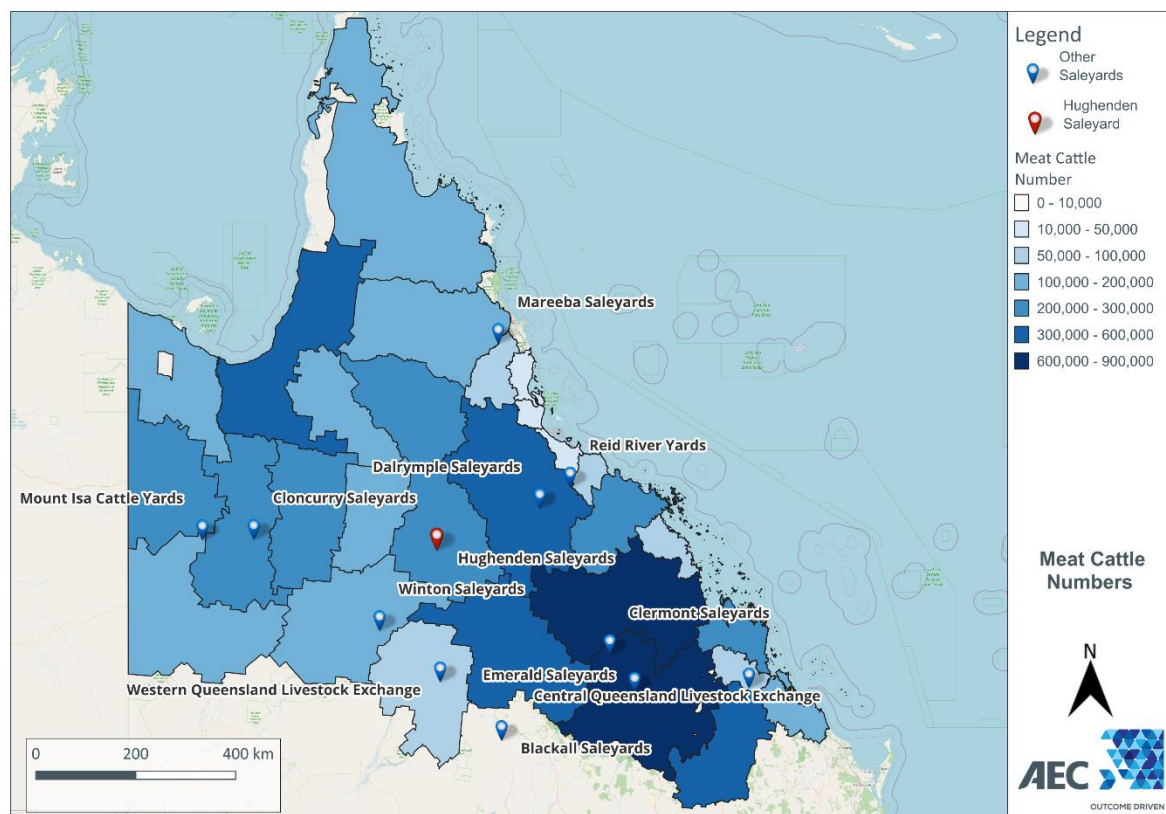 Mareeba Saleyards
Reid River Yards
Dalrymple Saleyards
Mount Isa Cattle Yards
Cloncurry Saleyards
Hughenden Saleyards
Winton Saleyards
Clermont Saleyards
Emerald Saleyards
Western Queensland Livestock Exchange
Central Queensland Livestock Exchange
Blackall Saleyards
0 200 400 km
Legend
Other
Saleyards
Hughenden
Saleyard
Meat Cattle
Number
0 - 10,000
10,000 - 50,000
50,000 - 100,000
100,000 - 200,000
200,000 - 300,000
300,000 - 600,000
600,000 - 900,000
Meat Cattle
Numbers
N
AEC
OUTCOME DRIVEN